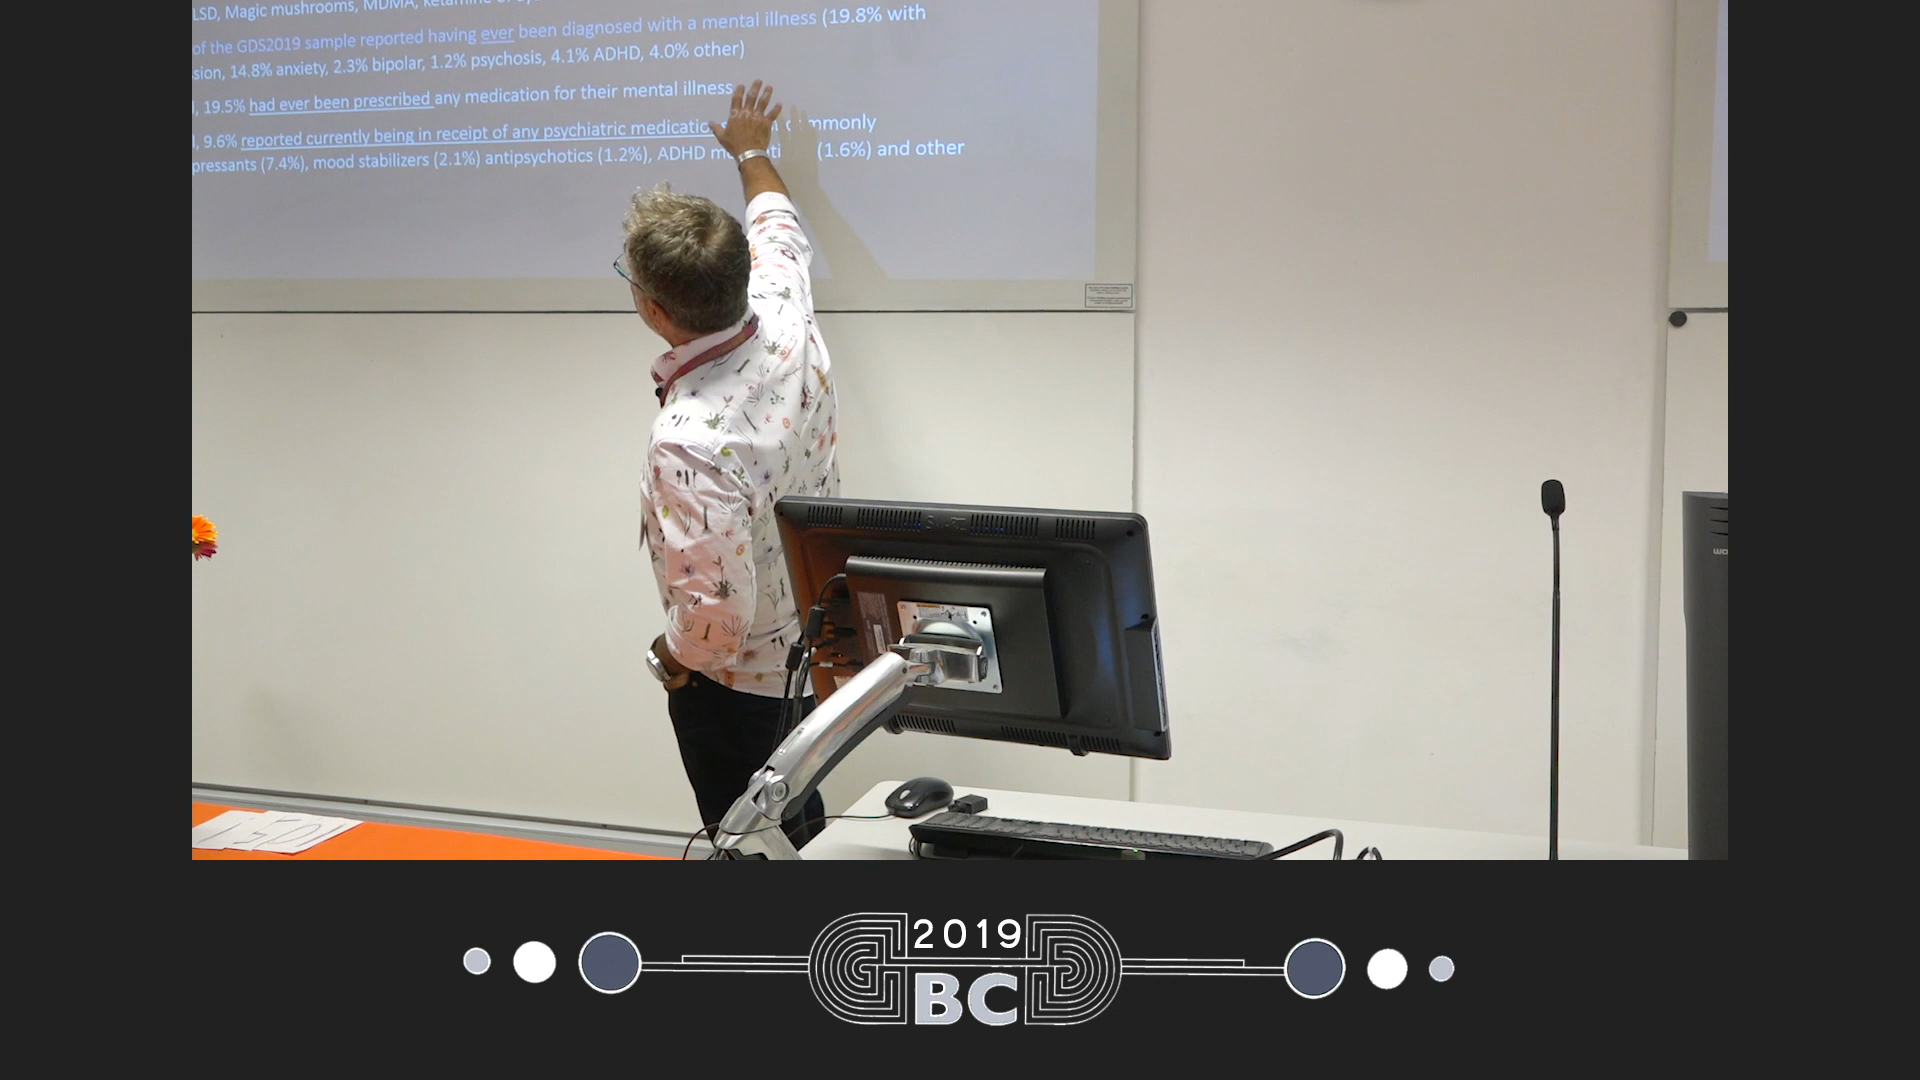 LSD, Magic mushrooms, MDMA, ketamine
of the GDS2019 sample reported having ever been diagnosed with a mental illness (19.8% with
sion, 14.8% anxiety, 2.3% bipolar, 1.2% psychosis, 4.1% ADHD, 4.0% other)
, 19.5% had ever been prescribed any medication for their mental illness
, 9.6% reported currently being in receipt of any psychiatric medication commonly
pressants (7.4%), mood stabilizers (2.1%) antipsychotics (1.2%), ADHD (1.6%) and other
2019
BC